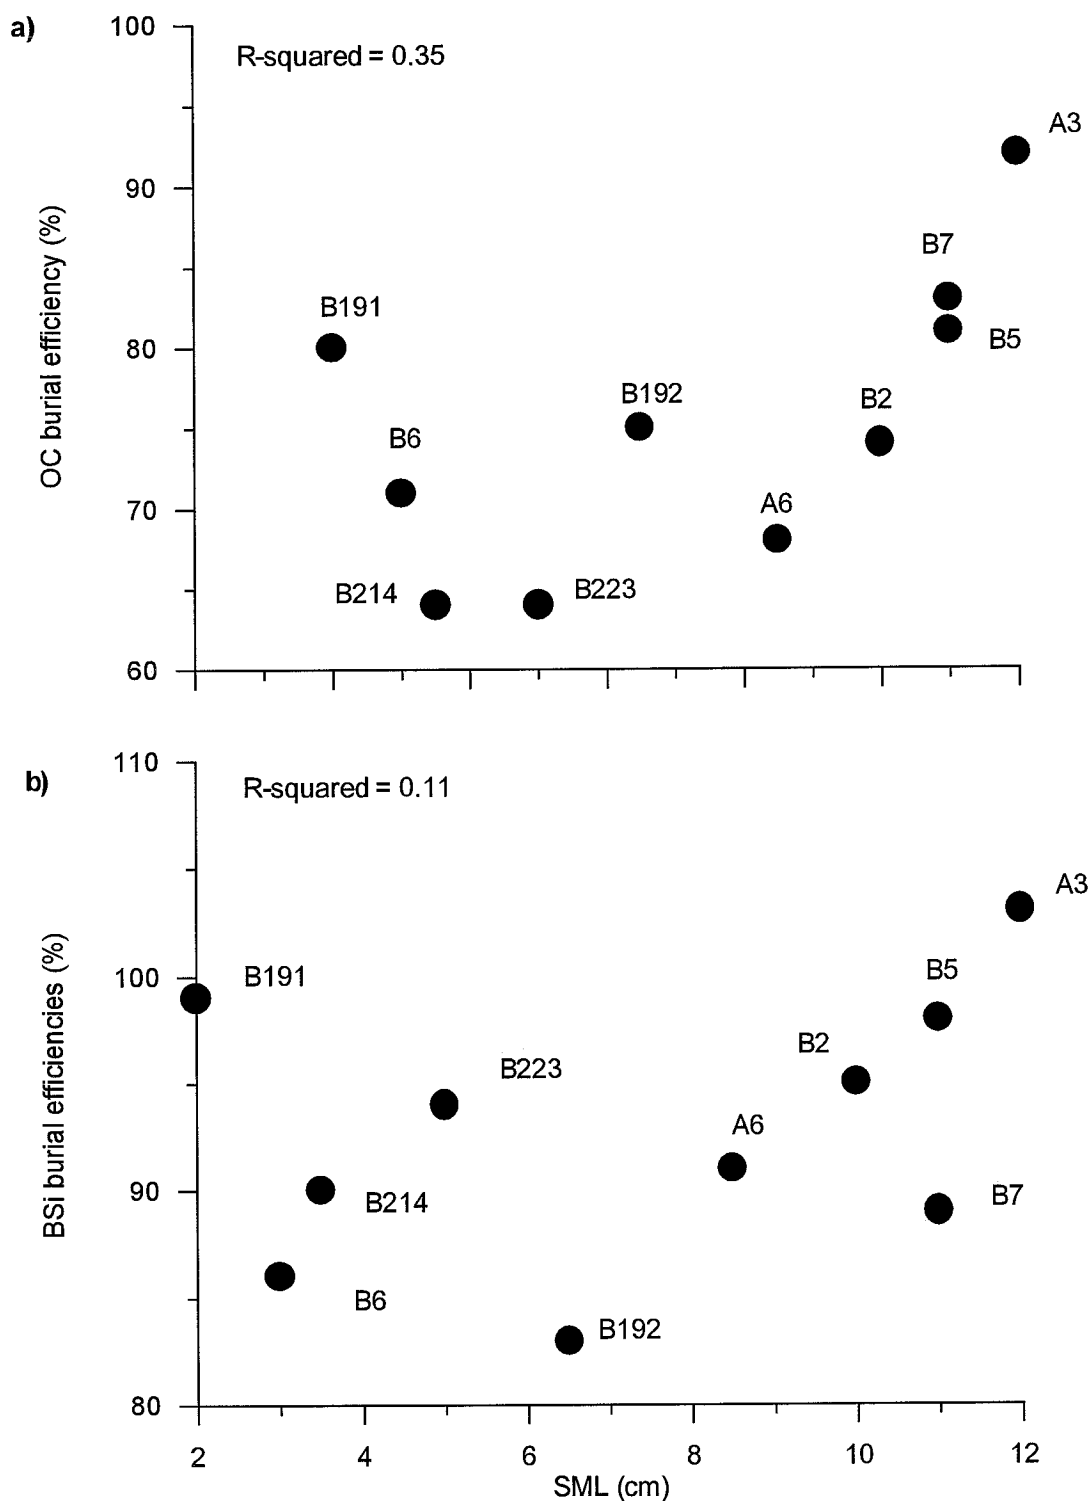 a)
100
R-squared = 0.35
A3
90
B7
B191
B5
80
B192
B2
B6
A6
70
B214
B223
60
OC burial efficiency (%)
b)
110
R-squared = 0.11
A3
B5
B191
100
B2
B223
A6
B214
B7
90
B6
B192
80
BSi burial efficiencies (%)
2 4 6 8 10 12
SML (cm)